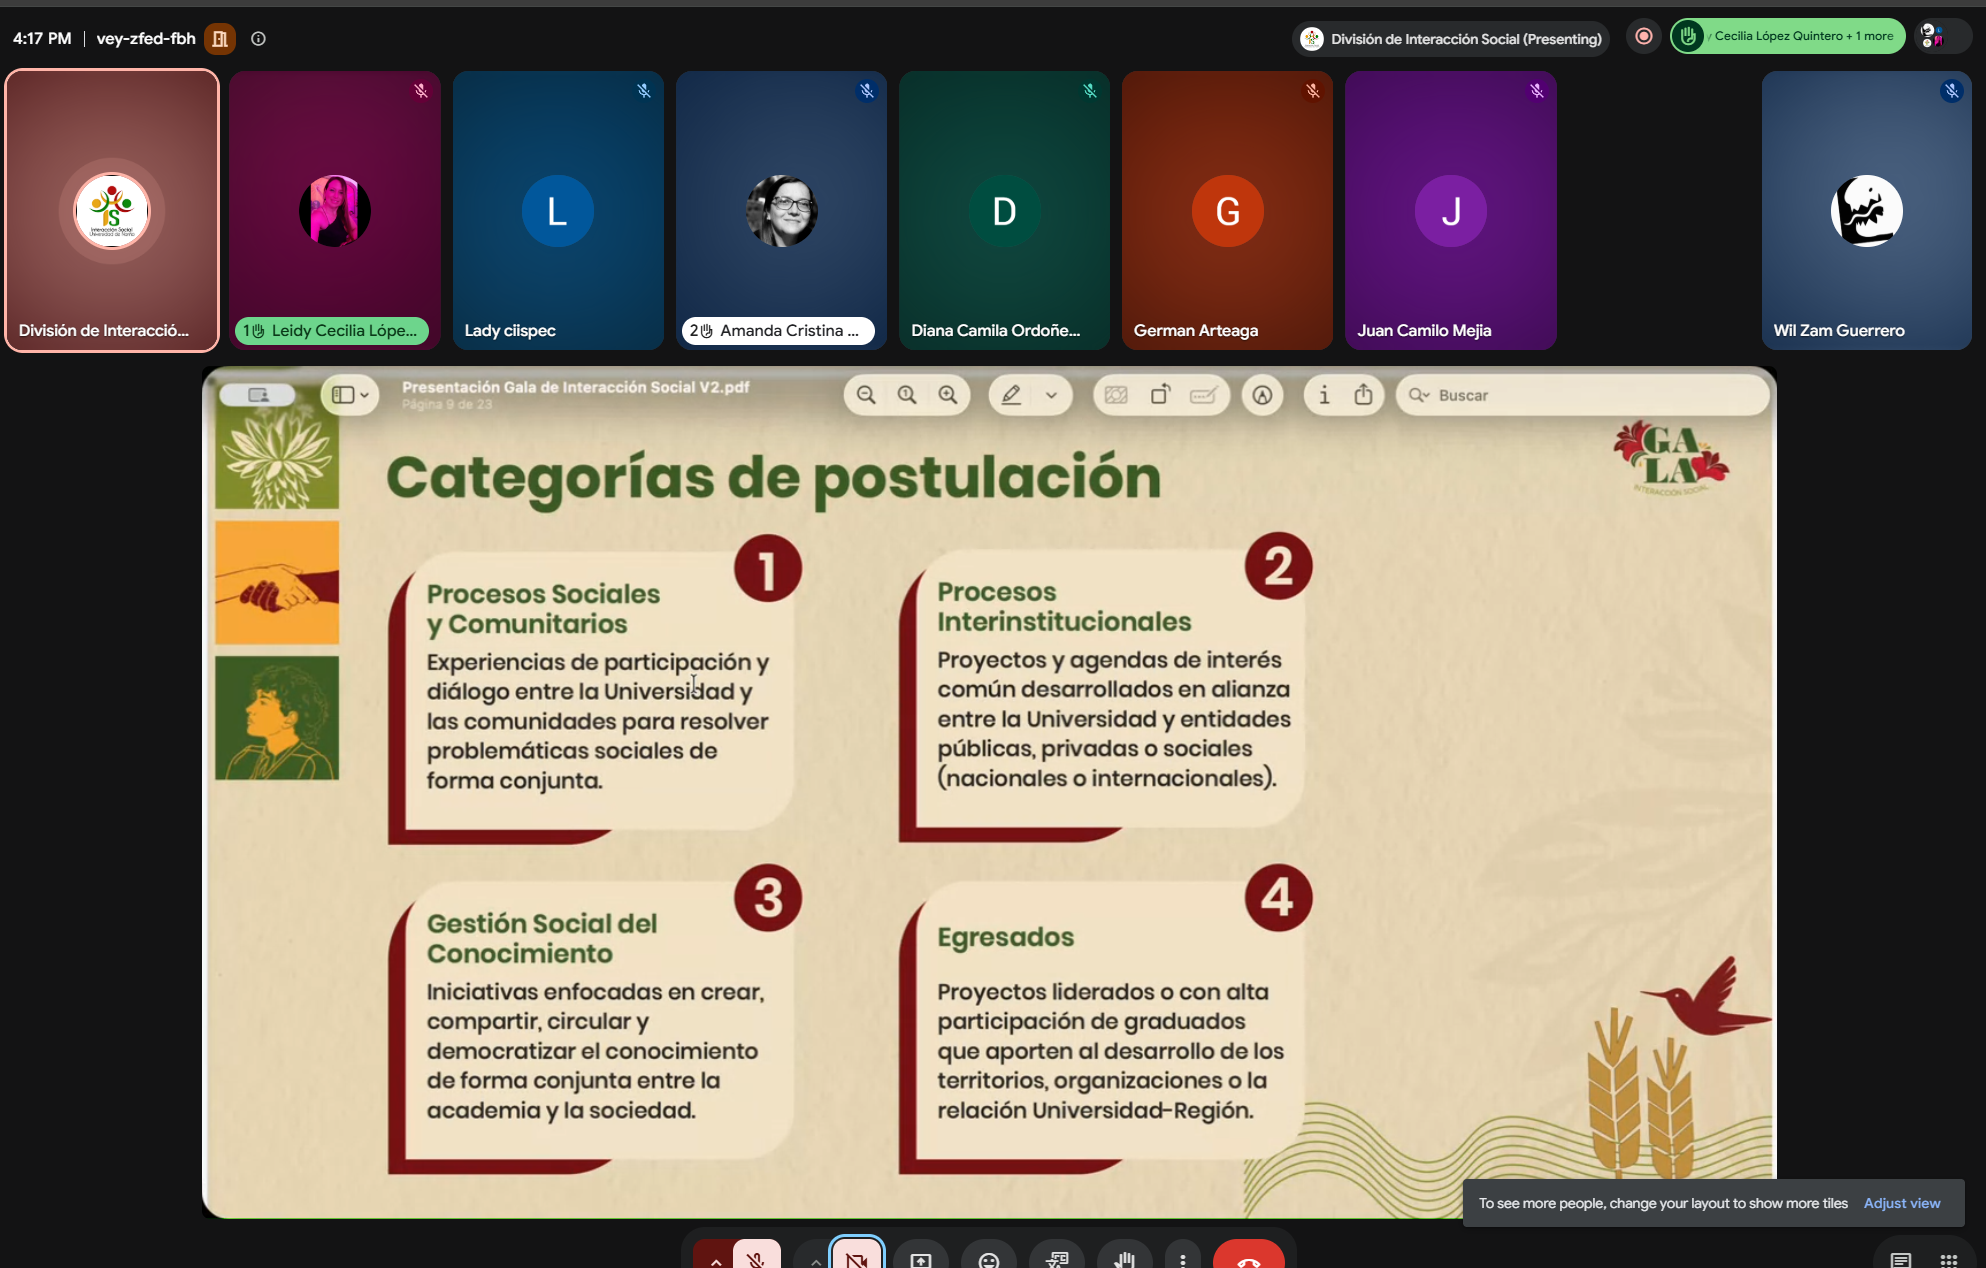 4:17 PM | vey-zfed-fbh
División de Interacción Social (Presenting)
Cecilia López Quintero + 1 more
División de Interacció...
1 Leidy Cecilia Lópe...
L
Lady ciispec
2 Amanda Cristina ...
D
Diana Camila Ordoñe...
G
German Arteaga
J
Juan Camilo Mejia
Wil Zam Guerrero
IS
Interacción Social
Universidad de Nariño
Presentación Gala de Interacción Social V2.pdf
Página 9 de 23
Buscar
GA
LA
INTERACCIÓN SOCIAL
Categorías de postulación
1
Procesos Sociales
y Comunitarios
Experiencias de participación y
diálogo entre la Universidad y
las comunidades para resolver
problemáticas sociales de
forma conjunta.
2
Procesos
Interinstitucionales
Proyectos y agendas de interés
común desarrollados en alianza
entre la Universidad y entidades
públicas, privadas o sociales
(nacionales o internacionales).
3
Gestión Social del
Conocimiento
Iniciativas enfocadas en crear,
compartir, circular y
democratizar el conocimiento
de forma conjunta entre la
academia y la sociedad.
4
Egresados
Proyectos liderados o con alta
participación de graduados
que aporten al desarrollo de los
territorios, organizaciones o la
relación Universidad-Región.
To see more people, change your layout to show more tiles Adjust view